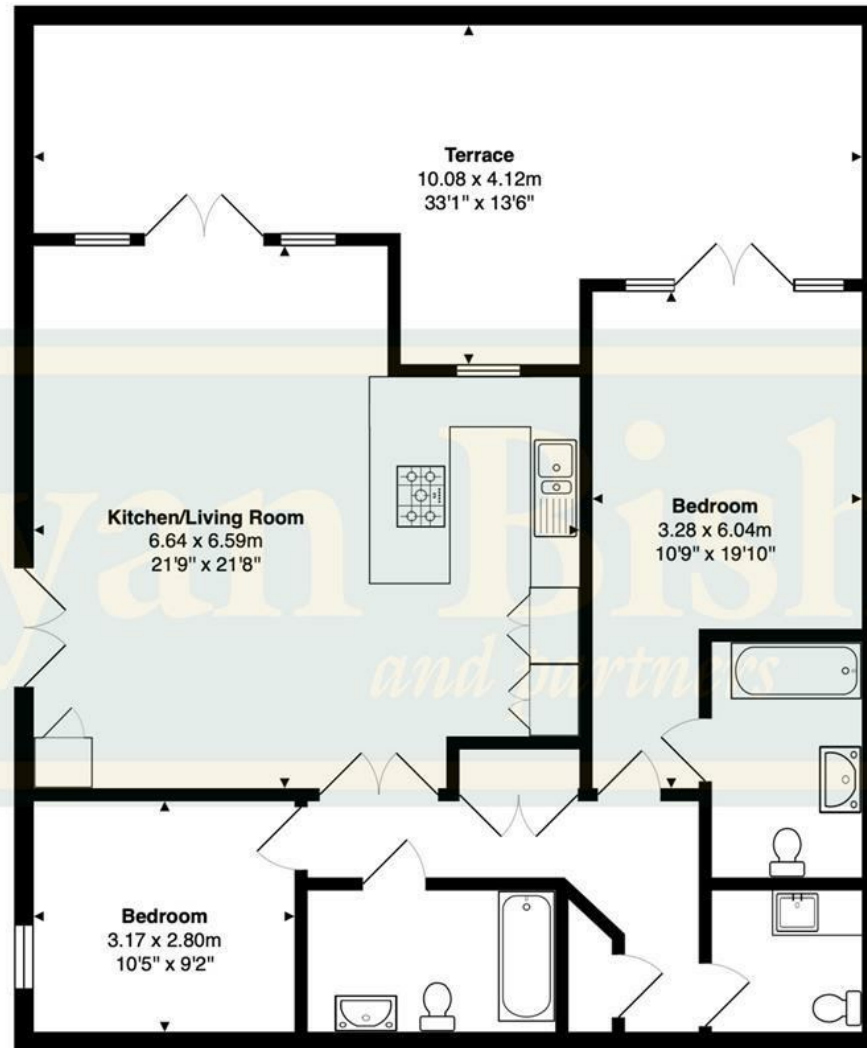 Terrace
10.08 x 4.12m
33'1" x 13'6"
Kitchen/Living Room
6.64 x 6.59m
21'9" x 21'8"
Bedroom
3.28 x 6.04m
10'9" x 19'10"
yan Bish
and partners
Bedroom
3.17 x 2.80m
10'5" x 9'2"